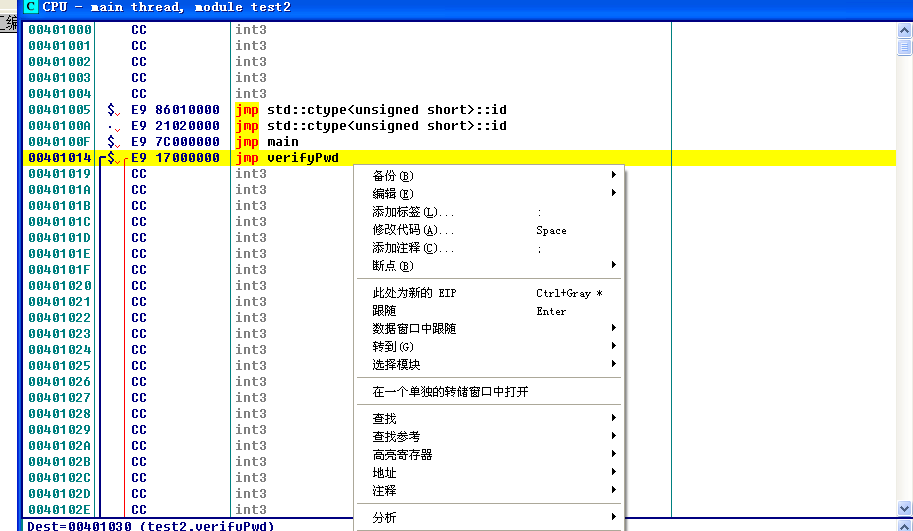 C CPU - main thread, module test2
汇编
00401000 CC int3
00401001 CC int3
00401002 CC int3
00401003 CC int3
00401004 CC int3
00401005 $ E9 86010000 jmp std::ctype<unsigned short>::id
0040100A . E9 21020000 jmp std::ctype<unsigned short>::id
0040100F $ E9 7C000000 jmp main
00401014 $ E9 17000000 jmp verifyPwd
00401019 CC int3
0040101A CC int3
0040101B CC int3
0040101C CC int3
0040101D CC int3
0040101E CC int3
0040101F CC int3
00401020 CC int3
00401021 CC int3
00401022 CC int3
00401023 CC int3
00401024 CC int3
00401025 CC int3
00401026 CC int3
00401027 CC int3
00401028 CC int3
00401029 CC int3
0040102A CC int3
0040102B CC int3
0040102C CC int3
0040102D CC int3
0040102E CC int3
备份(B)
编辑(E)
添加标签(L)... :
修改代码(A)... Space
添加注释(C)... ;
断点(B)
此处为新的 EIP Ctrl+Gray *
跟随 Enter
数据窗口中跟随
转到(G)
选择模块
在一个单独的转储窗口中打开
查找
查找参考
高亮寄存器
地址
注释
分析
Dest=00401030 (test2.verifyPwd)